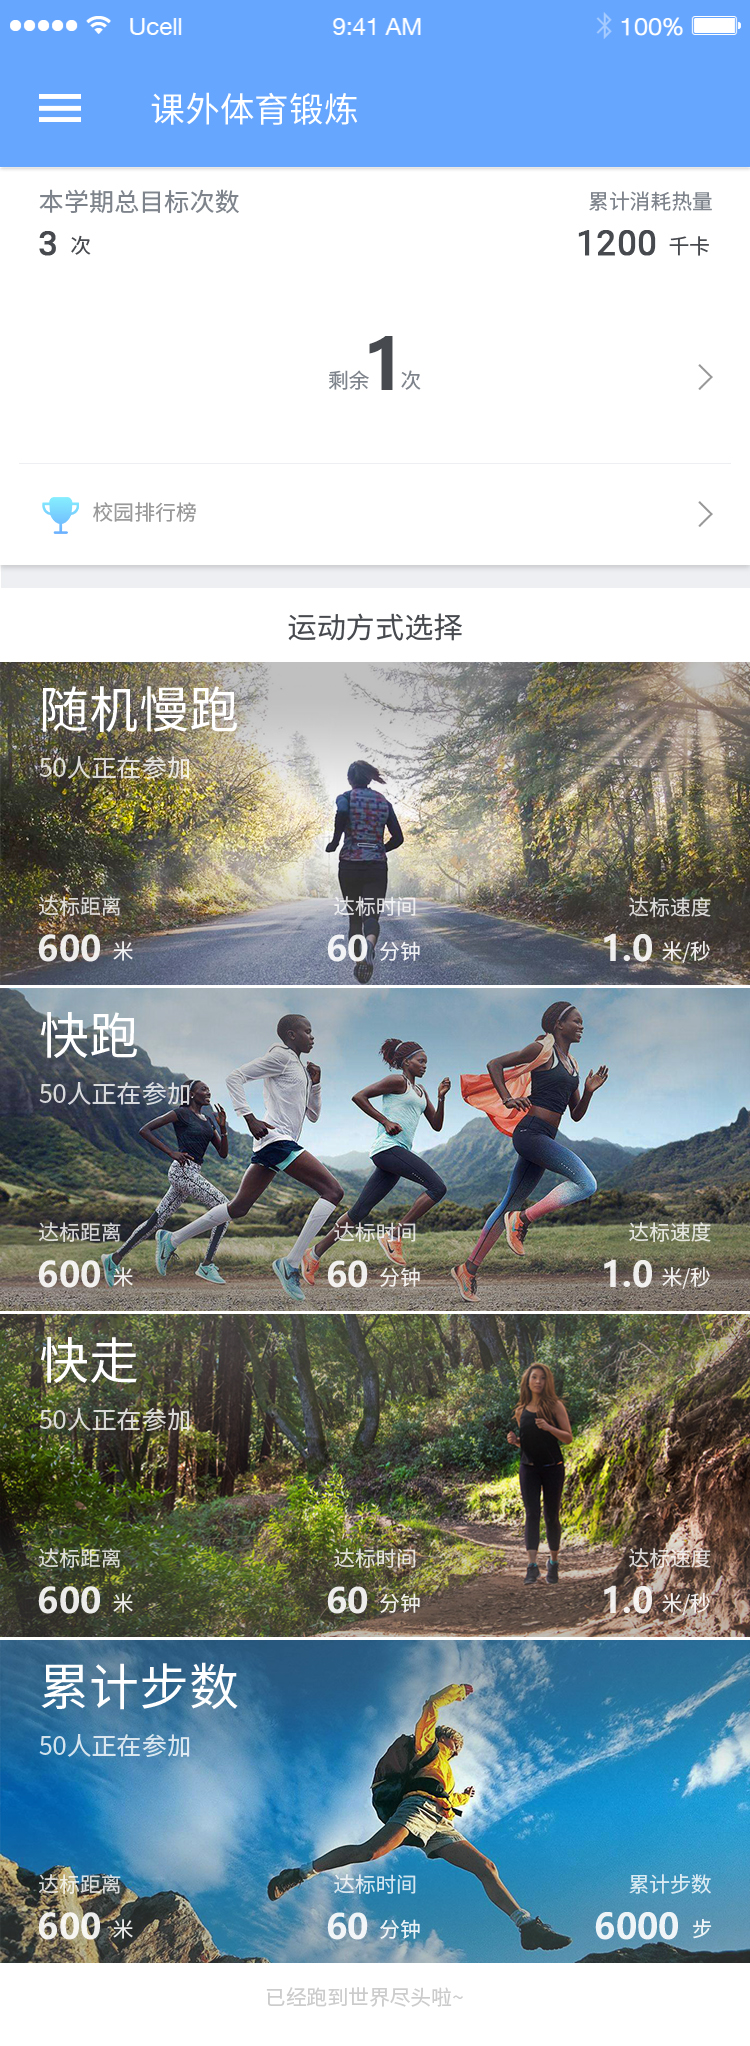 Ucell 9:41 AM 100%
课外体育锻炼
本学期总目标次数 累计消耗热量
3 次 1200 千卡
剩余1次
校园排行榜
运动方式选择
随机慢跑
50人正在参加
达标距离 达标时间 达标速度
600 米 60 分钟 1.0 米/秒
快跑
50人正在参加
达标距离 达标时间 达标速度
600 米 60 分钟 1.0 米/秒
快走
50人正在参加
达标距离 达标时间 达标速度
600 米 60 分钟 1.0 米/秒
累计步数
50人正在参加
达标距离 达标时间 累计步数
600 米 60 分钟 6000 步
已经跑到世界尽头啦~